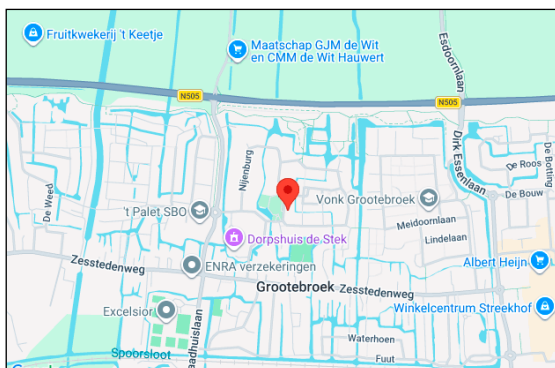 Fruitkwekerij 't Keetje
Maatschap GJM de Wit
en CMM de Wit Hauwert
Esdoornlaan
N505
N505
Dirk Essenlaan
De Botting
De Roos
De Bouw
Nijenburg
De Weed
't Palet SBO
Vonk Grootebroek
Meidoornlaan
Lindelaan
Dorpshuis de Stek
Zesstedenweg
ENRA verzekeringen
Albert Heijn
Grootebroek
Zesstedenweg
Excelsior
Winkelcentrum Streekhof
Waterhoen
Spoorsloot
Fuut